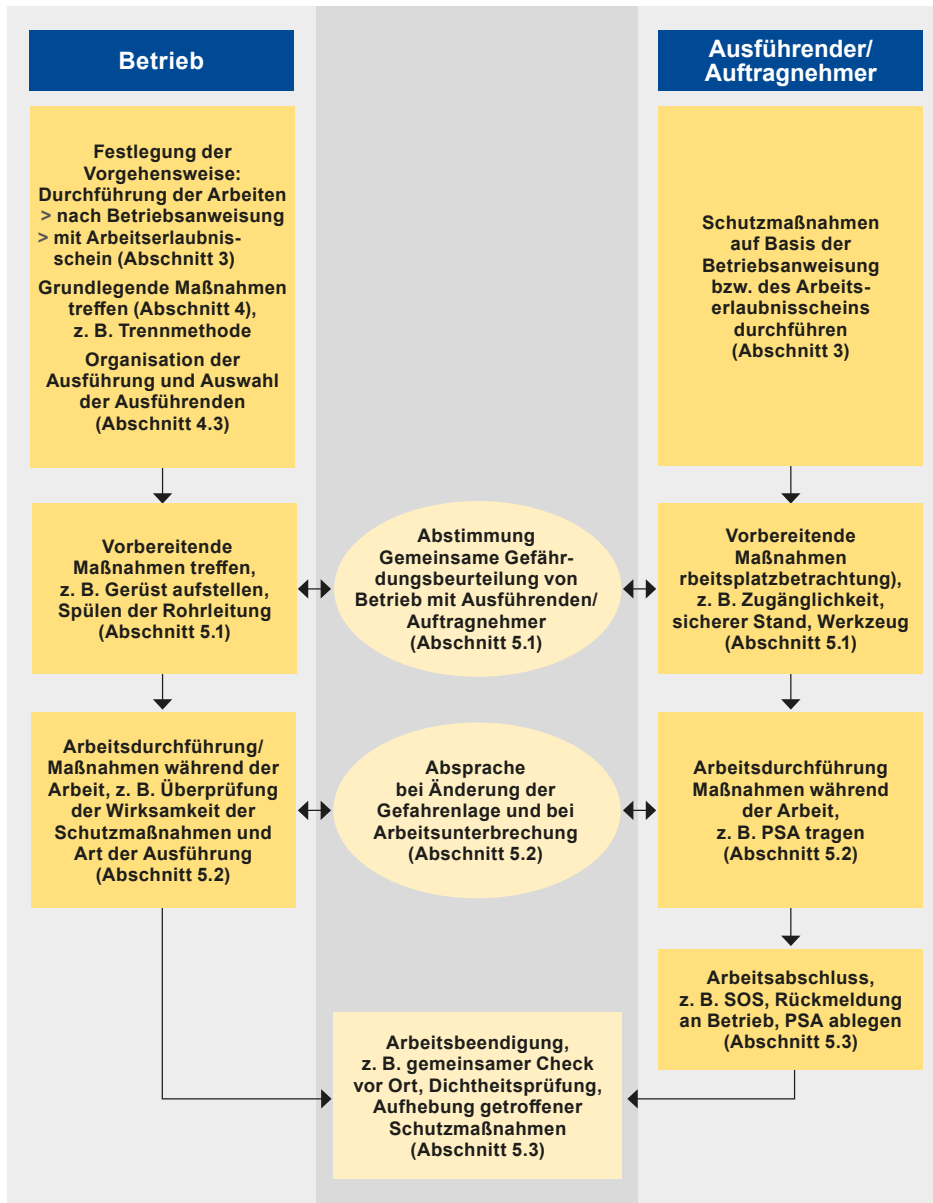 Betrieb
Ausführender/
Auftragnehmer
Festlegung der
Vorgehensweise:
Durchführung der Arbeiten
> nach Betriebsanweisung
> mit Arbeitserlaubnis-
schein (Abschnitt 3)
Grundlegende Maßnahmen
treffen (Abschnitt 4),
z. B. Trennmethode
Organisation der
Ausführung und Auswahl
der Ausführenden
(Abschnitt 4.3)
Schutzmaßnahmen
auf Basis der
Betriebsanweisung
bzw. des Arbeits-
erlaubnisscheins
durchführen
(Abschnitt 3)
Vorbereitende
Maßnahmen treffen,
z. B. Gerüst aufstellen,
Spülen der Rohrleitung
(Abschnitt 5.1)
Abstimmung
Gemeinsame Gefähr-
dungsbeurteilung von
Betrieb mit Ausführenden/
Auftragnehmer
(Abschnitt 5.1)
Vorbereitende
Maßnahmen
rbeitsplatzbetrachtung),
z. B. Zugänglichkeit,
sicherer Stand, Werkzeug
(Abschnitt 5.1)
Arbeitsdurchführung/
Maßnahmen während der
Arbeit, z. B. Überprüfung
der Wirksamkeit der
Schutzmaßnahmen und
Art der Ausführung
(Abschnitt 5.2)
Absprache
bei Änderung der
Gefahrenlage und bei
Arbeitsunterbrechung
(Abschnitt 5.2)
Arbeitsdurchführung
Maßnahmen während
der Arbeit,
z. B. PSA tragen
(Abschnitt 5.2)
Arbeitsabschluss,
z. B. SOS, Rückmeldung
an Betrieb, PSA ablegen
(Abschnitt 5.3)
Arbeitsbeendigung,
z. B. gemeinsamer Check
vor Ort, Dichtheitsprüfung,
Aufhebung getroffener
Schutzmaßnahmen
(Abschnitt 5.3)